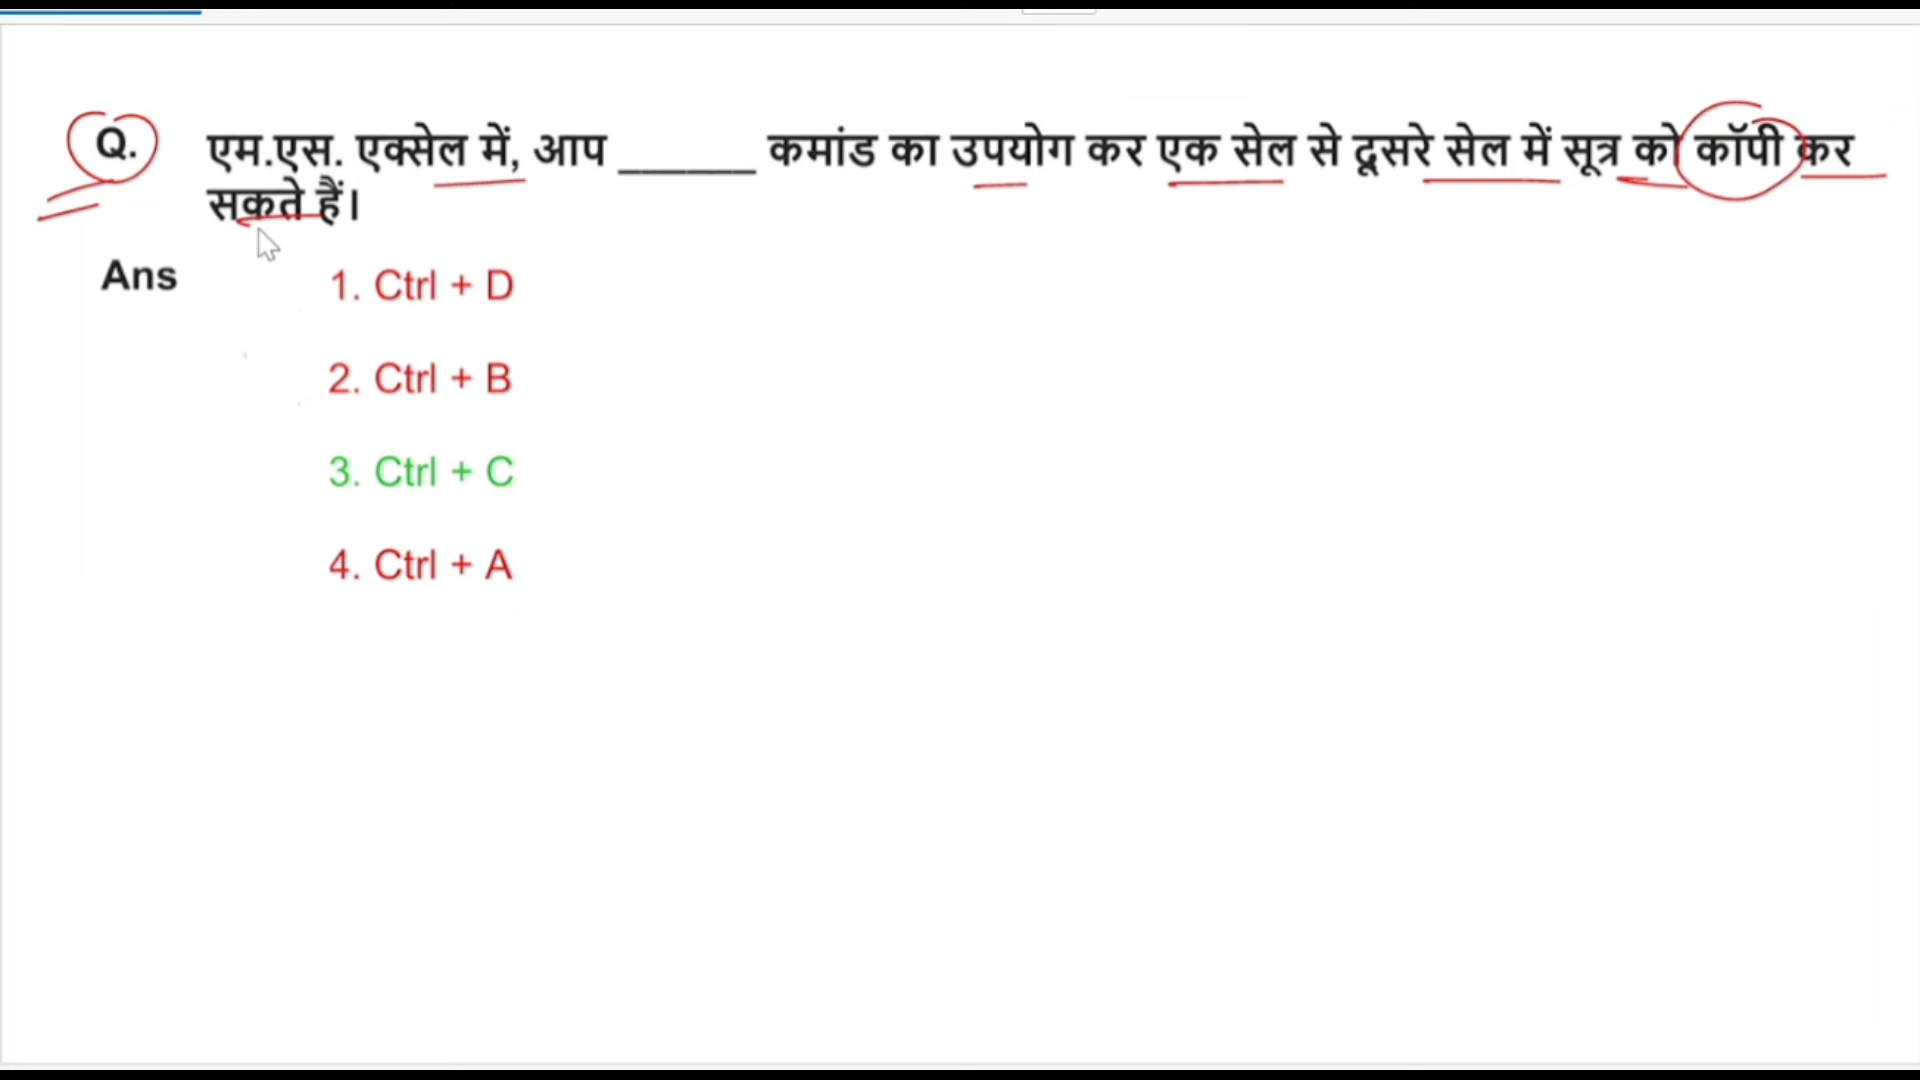 Q. एम.एस. एक्सेल में, आप ______ कमांड का उपयोग कर एक सेल से दूसरे सेल में सूत्र को कॉपी कर
सकते हैं।
Ans
1. Ctrl + D
2. Ctrl + B
3. Ctrl + C
4. Ctrl + A